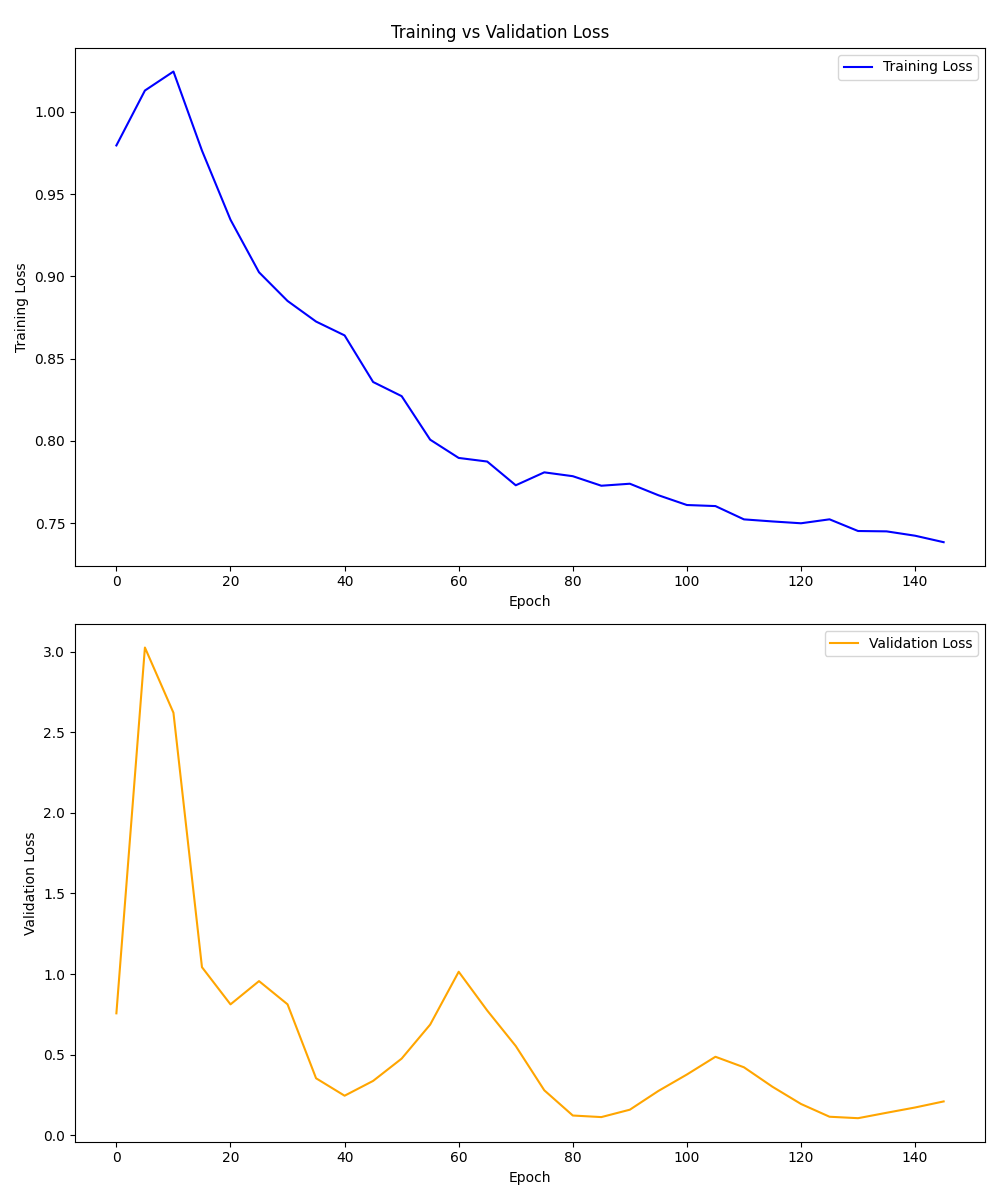 Training vs Validation Loss
Training Loss
1.00
0.95
0.90
0.85
0.80
0.75
Training Loss
0 20 40 60 80 100 120 140
Epoch
Validation Loss
3.0
2.5
2.0
1.5
1.0
0.5
0.0
Validation Loss
0 20 40 60 80 100 120 140
Epoch